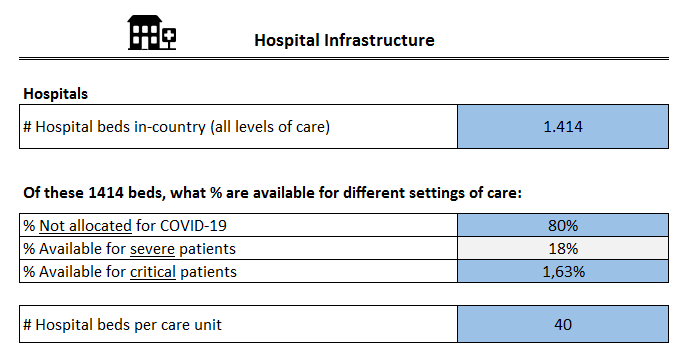 Hospital Infrastructure
Hospitals
# Hospital beds in-country (all levels of care) 1.414
Of these 1414 beds, what % are available for different settings of care:
% Not allocated for COVID-19 80%
% Available for severe patients 18%
% Available for critical patients 1,63%
# Hospital beds per care unit 40